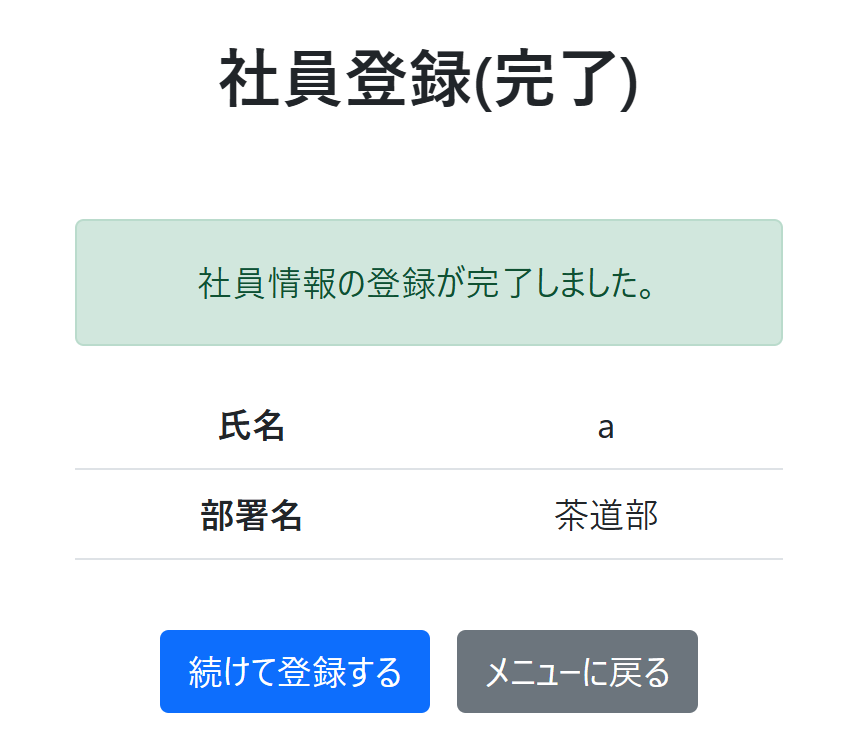 社員登録(完了)
社員情報の登録が完了しました。
氏名 a
部署名 茶道部
続けて登録する メニューに戻る